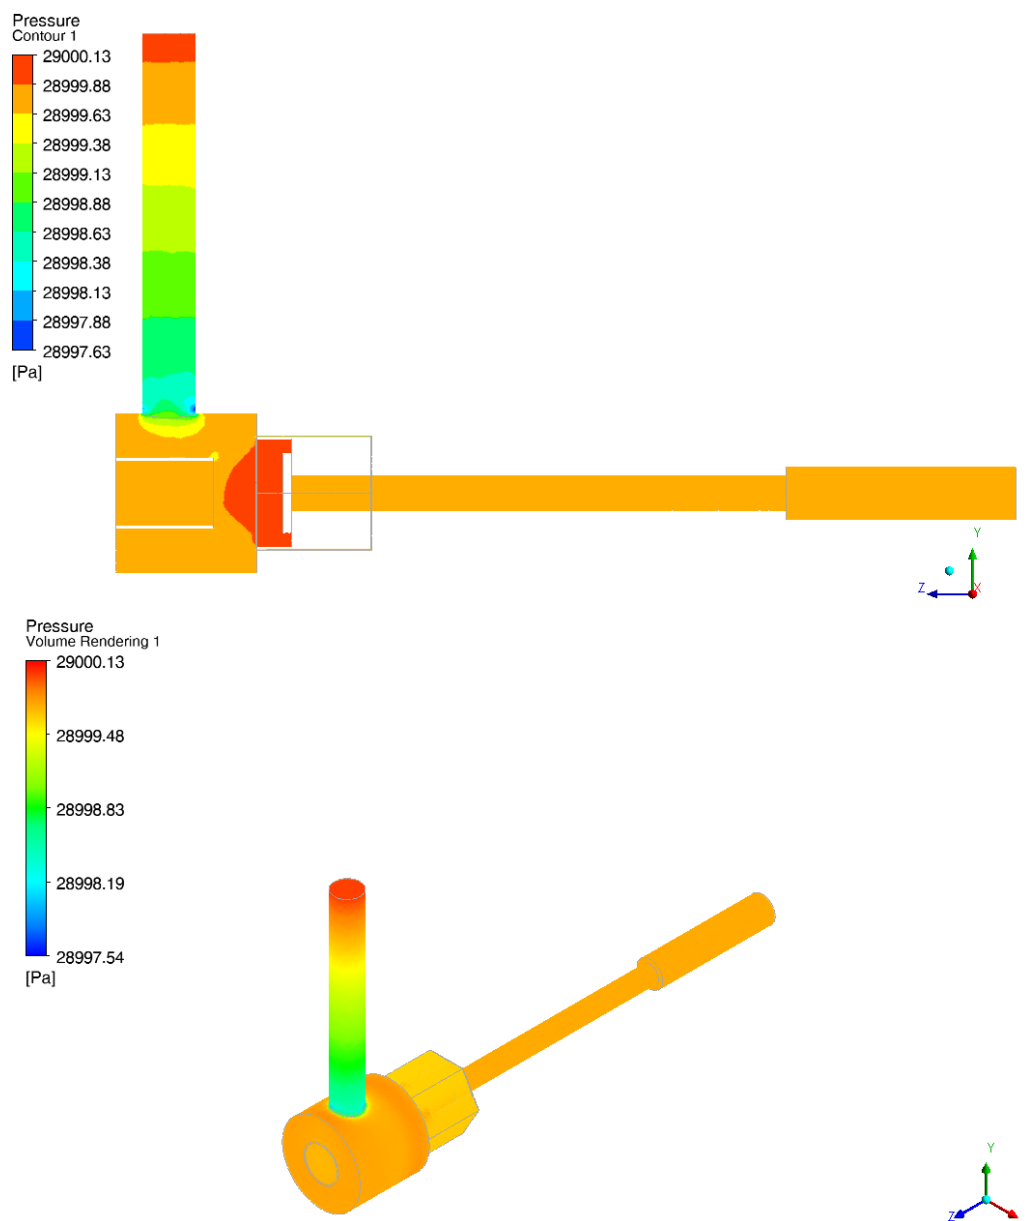 Pressure
Contour 1
29000.13
28999.88
28999.63
28999.38
28999.13
28998.88
28998.63
28998.38
28998.13
28997.88
28997.63
[Pa]
Y
Z X
Pressure
Volume Rendering 1
29000.13
28999.48
28998.83
28998.19
28997.54
[Pa]
Y
Z